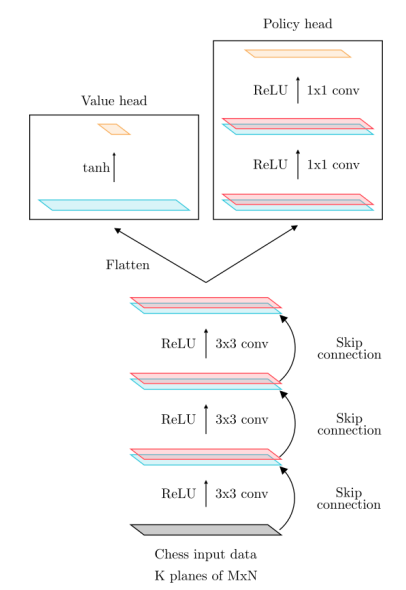 Policy head
ReLU 1x1 conv
ReLU 1x1 conv
Value head
tanh
Flatten
ReLU 3x3 conv
Skip
connection
ReLU 3x3 conv
Skip
connection
ReLU 3x3 conv
Skip
connection
Chess input data
K planes of MxN